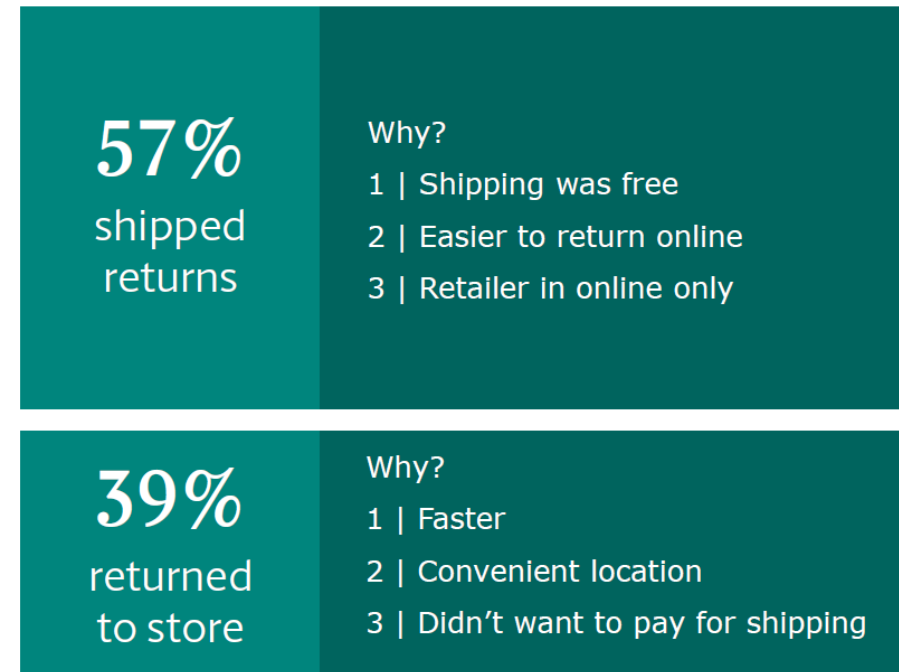 57%
shipped
returns
Why?
1 | Shipping was free
2 | Easier to return online
3 | Retailer in online only
39%
returned
to store
Why?
1 | Faster
2 | Convenient location
3 | Didn’t want to pay for shipping